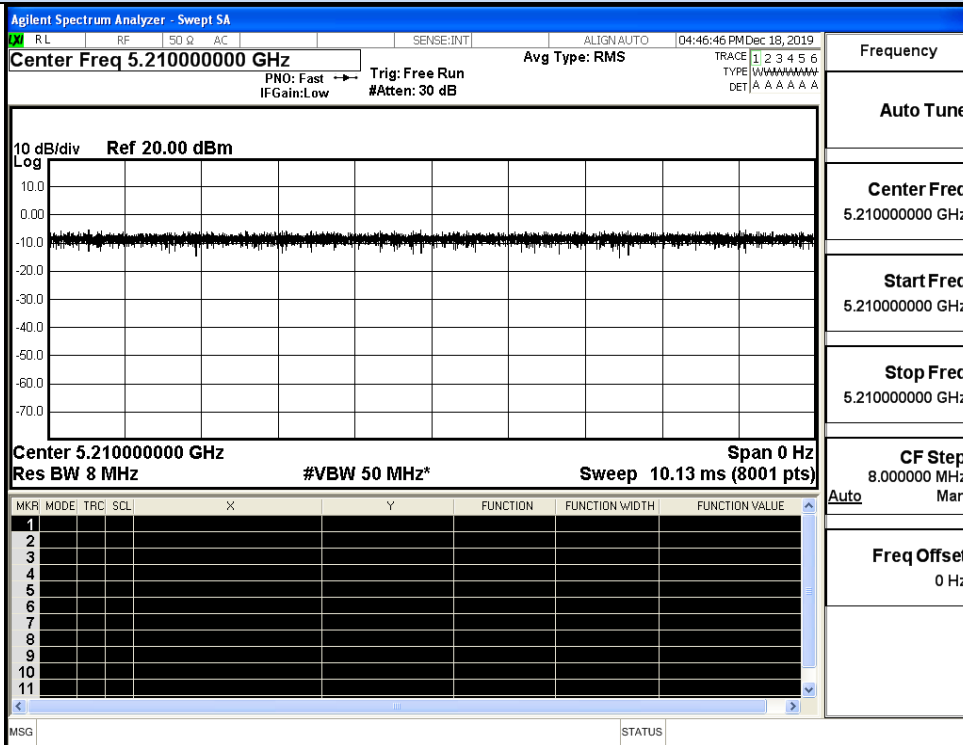 Agilent Spectrum Analyzer - Swept SA
LXI RL RF 50 Ω AC SENSE:INT ALIGN AUTO 04:46:46 PM Dec 18, 2019
Center Freq 5.210000000 GHz
PNO: Fast
IFGain:Low
Trig: Free Run
#Atten: 30 dB
Avg Type: RMS
TRACE 1 2 3 4 5 6
TYPE WWWWWW
DET A A A A A A
10 dB/div Ref 20.00 dBm
Log
10.0
0.00
-10.0
-20.0
-30.0
-40.0
-50.0
-60.0
-70.0
Center 5.210000000 GHz Span 0 Hz
Res BW 8 MHz #VBW 50 MHz* Sweep 10.13 ms (8001 pts)
MKR MODE TRC SCL X Y FUNCTION FUNCTION WIDTH FUNCTION VALUE
1
2
3
4
5
6
7
8
9
10
11
MSG STATUS
Frequency
Auto Tune
Center Freq
5.210000000 GHz
Start Freq
5.210000000 GHz
Stop Freq
5.210000000 GHz
CF Step
8.000000 MHz
Auto Man
Freq Offset
0 Hz